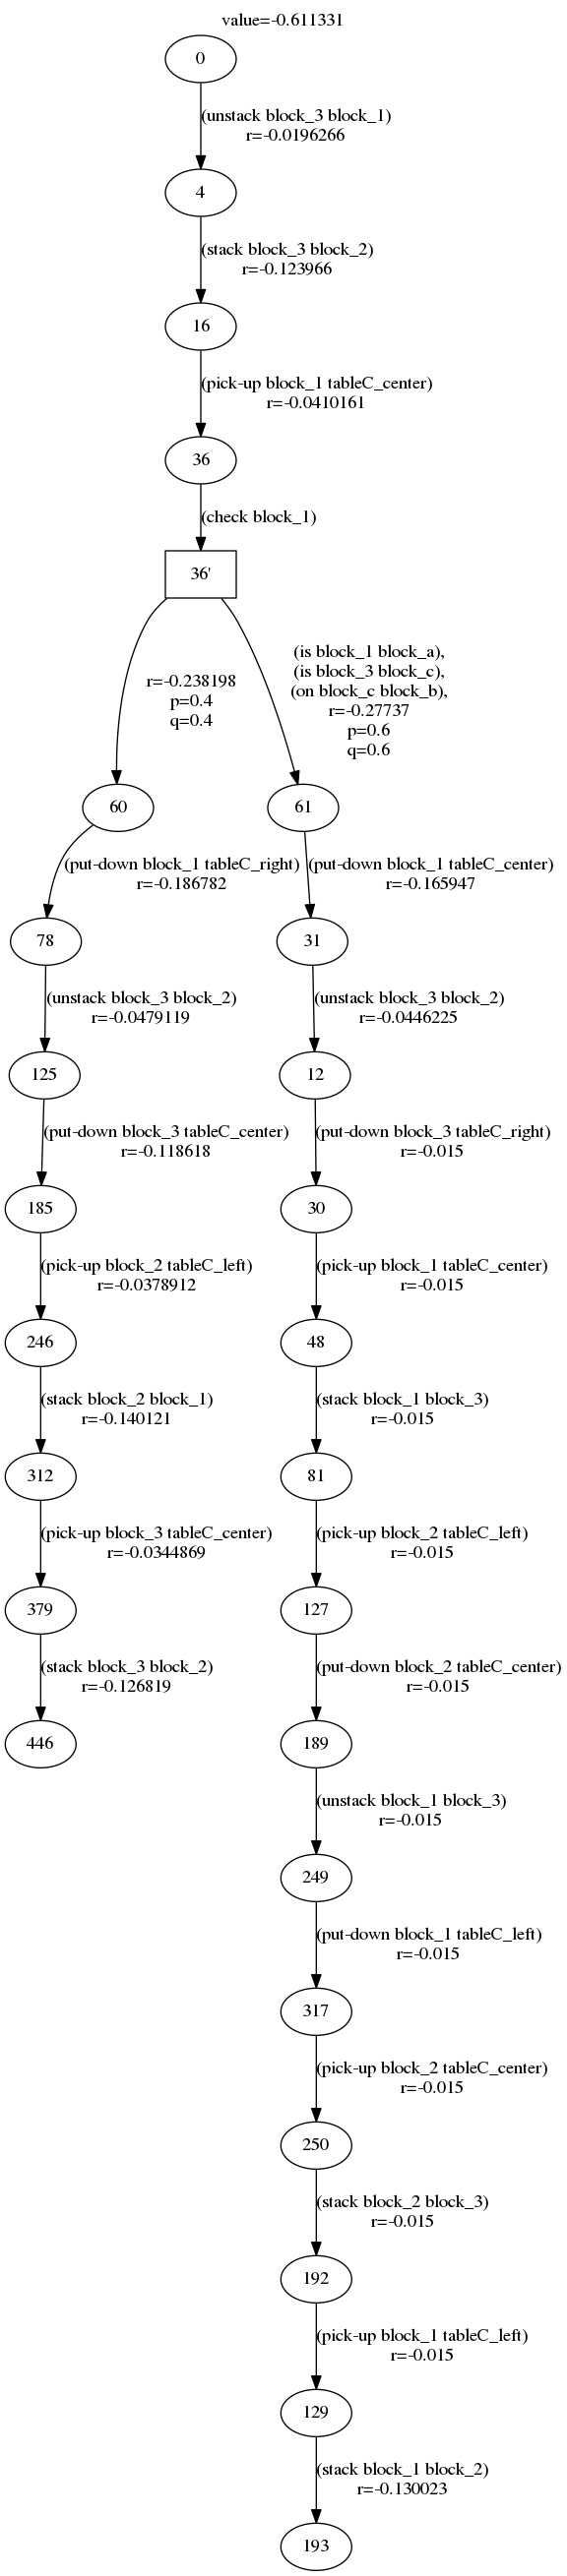 value=-0.611331
0
(unstack block_3 block_1)
r=-0.0196266
4
(stack block_3 block_2)
r=-0.123966
16
(pick-up block_1 tableC_center)
r=-0.0410161
36
(check block_1)
36'
r=-0.238198
p=0.4
q=0.4
(is block_1 block_a),
(is block_3 block_c),
(on block_c block_b),
r=-0.27737
p=0.6
q=0.6
60
61
(put-down block_1 tableC_right)
r=-0.186782
(put-down block_1 tableC_center)
r=-0.165947
78
31
(unstack block_3 block_2)
r=-0.0479119
(unstack block_3 block_2)
r=-0.0446225
125
12
(put-down block_3 tableC_center)
r=-0.118618
(put-down block_3 tableC_right)
r=-0.015
185
30
(pick-up block_2 tableC_left)
r=-0.0378912
(pick-up block_1 tableC_center)
r=-0.015
246
48
(stack block_2 block_1)
r=-0.140121
(stack block_1 block_3)
r=-0.015
312
81
(pick-up block_3 tableC_center)
r=-0.0344869
(pick-up block_2 tableC_left)
r=-0.015
379
127
(stack block_3 block_2)
r=-0.126819
(put-down block_2 tableC_center)
r=-0.015
446
189
(unstack block_1 block_3)
r=-0.015
249
(put-down block_1 tableC_left)
r=-0.015
317
(pick-up block_2 tableC_center)
r=-0.015
250
(stack block_2 block_3)
r=-0.015
192
(pick-up block_1 tableC_left)
r=-0.015
129
(stack block_1 block_2)
r=-0.130023
193